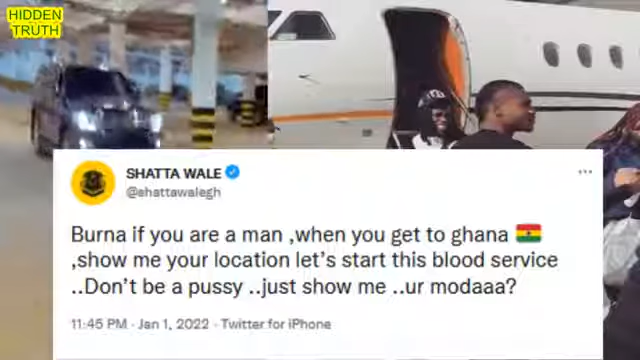 HIDDEN
TRUTH
SHATTA WALE
@shattawalegh
Burna if you are a man ,when you get to ghana 🇬🇭
,show me your location let's start this blood service
..Don't be a pussy ..just show me ..ur modaaa?
11:45 PM · Jan 1, 2022 · Twitter for iPhone